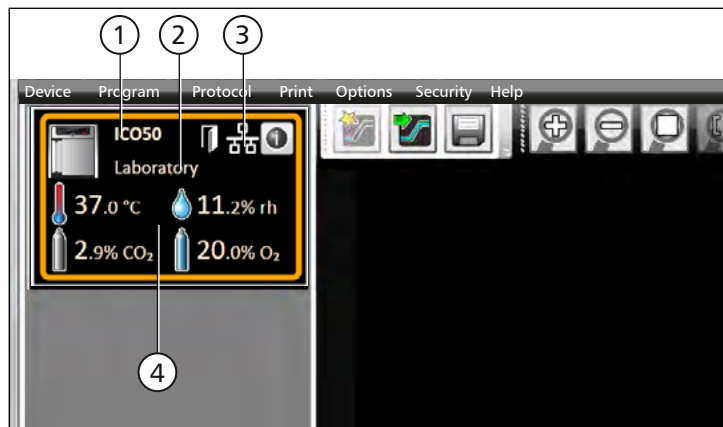 1 2 3
Device Program Protocol Print Options Security Help
ICO50
Laboratory
37.0 °C 11.2% rh
2.9% CO₂ 20.0% O₂
4